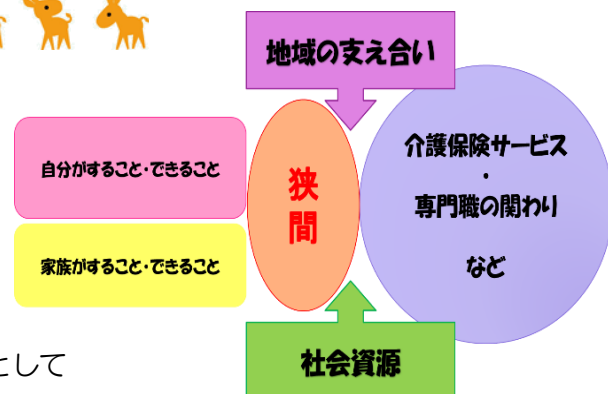 地域の支え合い
自分がすること・できること
家族がすること・できること
狭
間
介護保険サービス
・
専門職の関わり
など
社会資源
として